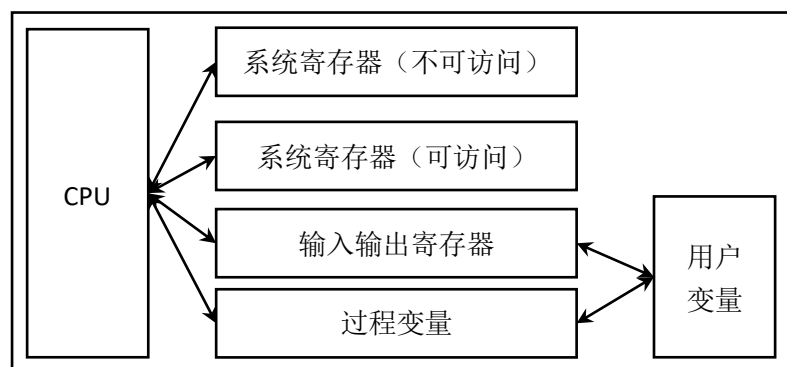 系统寄存器（不可访问）
系统寄存器（可访问）
CPU
输入输出寄存器
用户
变量
过程变量